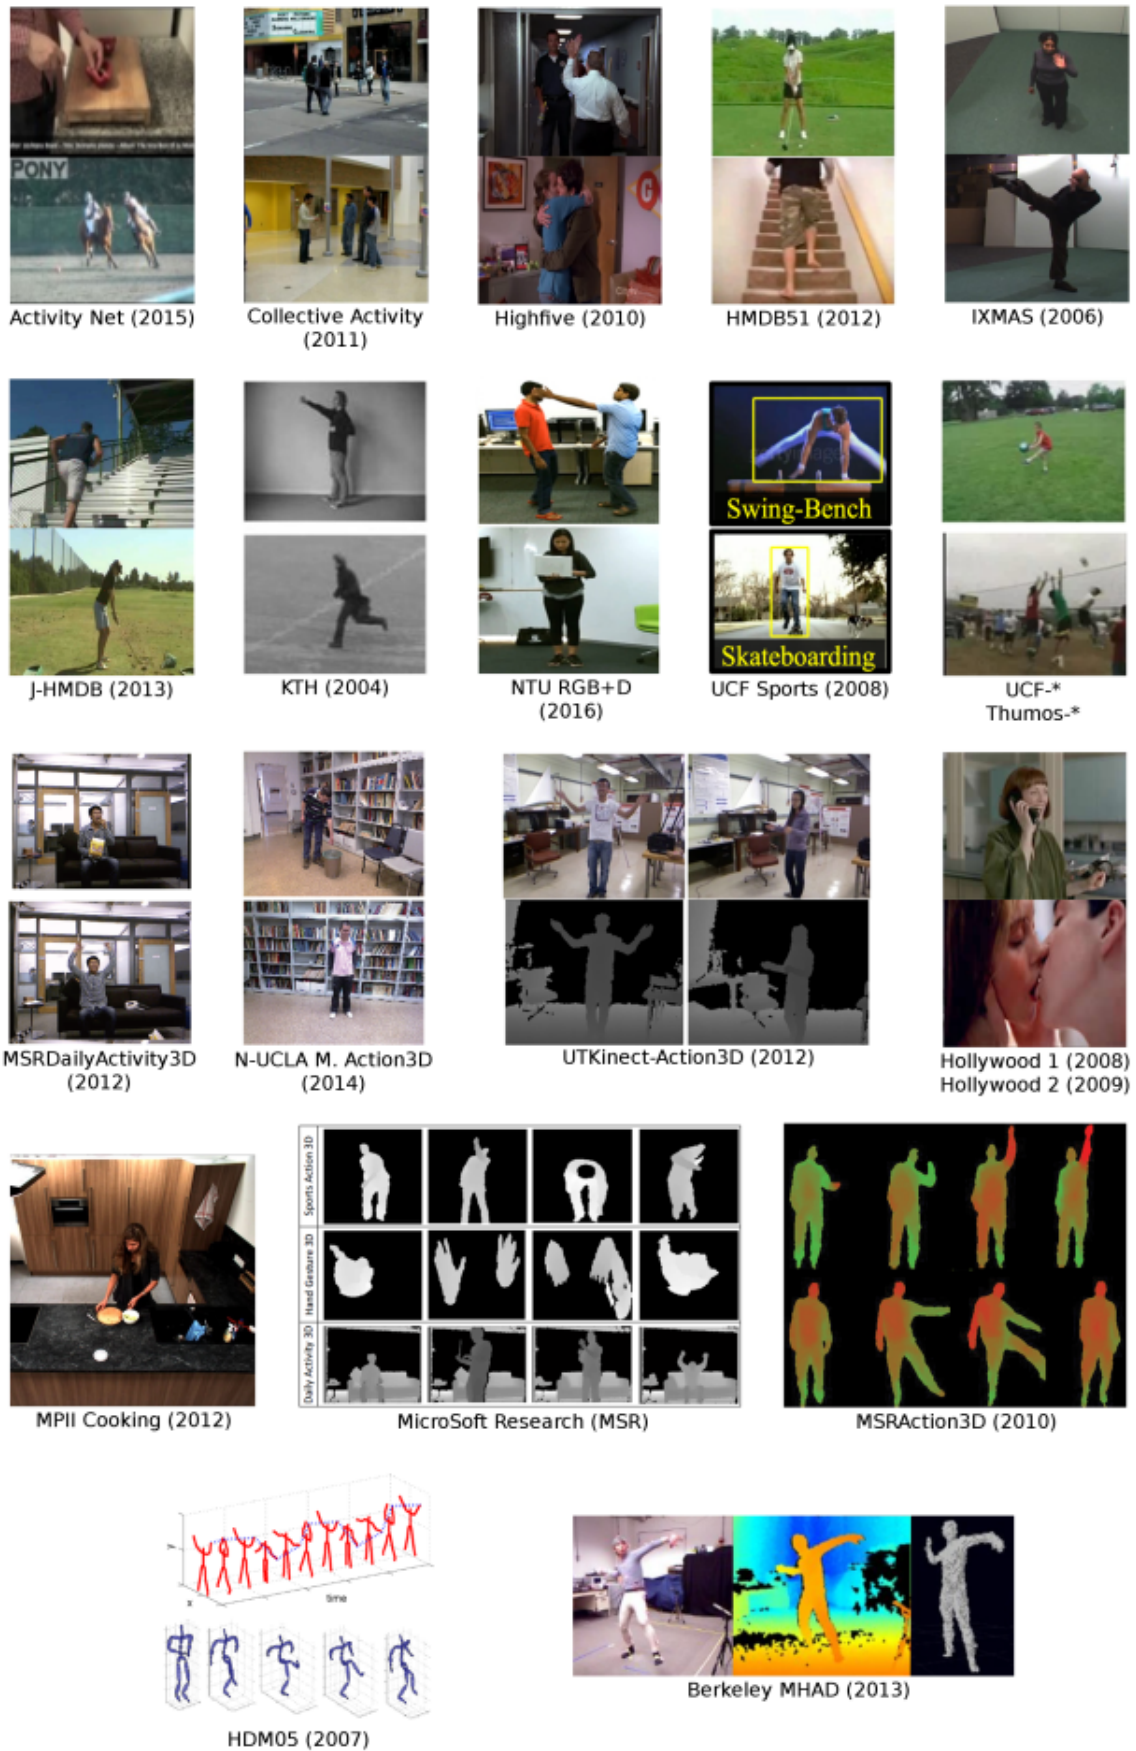 PONY
Activity Net (2015)
Collective Activity
(2011)
Highfive (2010)
HMDB51 (2012)
IXMAS (2006)
G
Swing-Bench
Skateboarding
J-HMDB (2013)
KTH (2004)
NTU RGB+D
(2016)
UCF Sports (2008)
UCF-*
Thumos-*
MSRDailyActivity3D
(2012)
N-UCLA M. Action3D
(2014)
UTKinect-Action3D (2012)
Hollywood 1 (2008)
Hollywood 2 (2009)
Sports Action 3D
Hand Gesture 3D
Daily Activity 3D
MPII Cooking (2012)
MicroSoft Research (MSR)
MSRAction3D (2010)
y
x
time
HDM05 (2007)
Berkeley MHAD (2013)